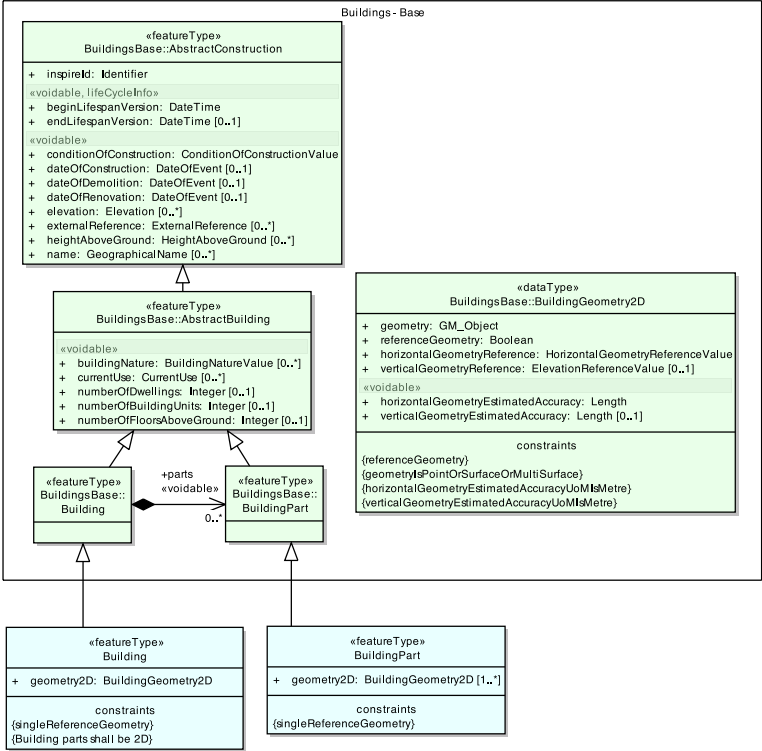 Buildings - Base
«featureType»
BuildingsBase::AbstractConstruction
+ inspireId: Identifier
«voidable, lifeCycleInfo»
+ beginLifespanVersion: DateTime
+ endLifespanVersion: DateTime [0..1]
«voidable»
+ conditionOfConstruction: ConditionOfConstructionValue
+ dateOfConstruction: DateOfEvent [0..1]
+ dateOfDemolition: DateOfEvent [0..1]
+ dateOfRenovation: DateOfEvent [0..1]
+ elevation: Elevation [0..*]
+ externalReference: ExternalReference [0..*]
+ heightAboveGround: HeightAboveGround [0..*]
+ name: GeographicalName [0..*]
«featureType»
BuildingsBase::AbstractBuilding
«voidable»
+ buildingNature: BuildingNatureValue [0..*]
+ currentUse: CurrentUse [0..*]
+ numberOfDwellings: Integer [0..1]
+ numberOfBuildingUnits: Integer [0..1]
+ numberOfFloorsAboveGround: Integer [0..1]
«dataType»
BuildingsBase::BuildingGeometry2D
+ geometry: GM_Object
+ referenceGeometry: Boolean
+ horizontalGeometryReference: HorizontalGeometryReferenceValue
+ verticalGeometryReference: ElevationReferenceValue [0..1]
«voidable»
+ horizontalGeometryEstimatedAccuracy: Length
+ verticalGeometryEstimatedAccuracy: Length [0..1]
constraints
{referenceGeometry}
{geometryIsPointOrSurfaceOrMultiSurface}
{horizontalGeometryEstimatedAccuracyUoMIsMetre}
{verticalGeometryEstimatedAccuracyUoMIsMetre}
«featureType»
BuildingsBase::
Building
+parts
«voidable»
0..*
«featureType»
BuildingsBase::
BuildingPart
«featureType»
Building
+ geometry2D: BuildingGeometry2D
constraints
{singleReferenceGeometry}
{Building parts shall be 2D}
«featureType»
BuildingPart
+ geometry2D: BuildingGeometry2D [1..*]
constraints
{singleReferenceGeometry}